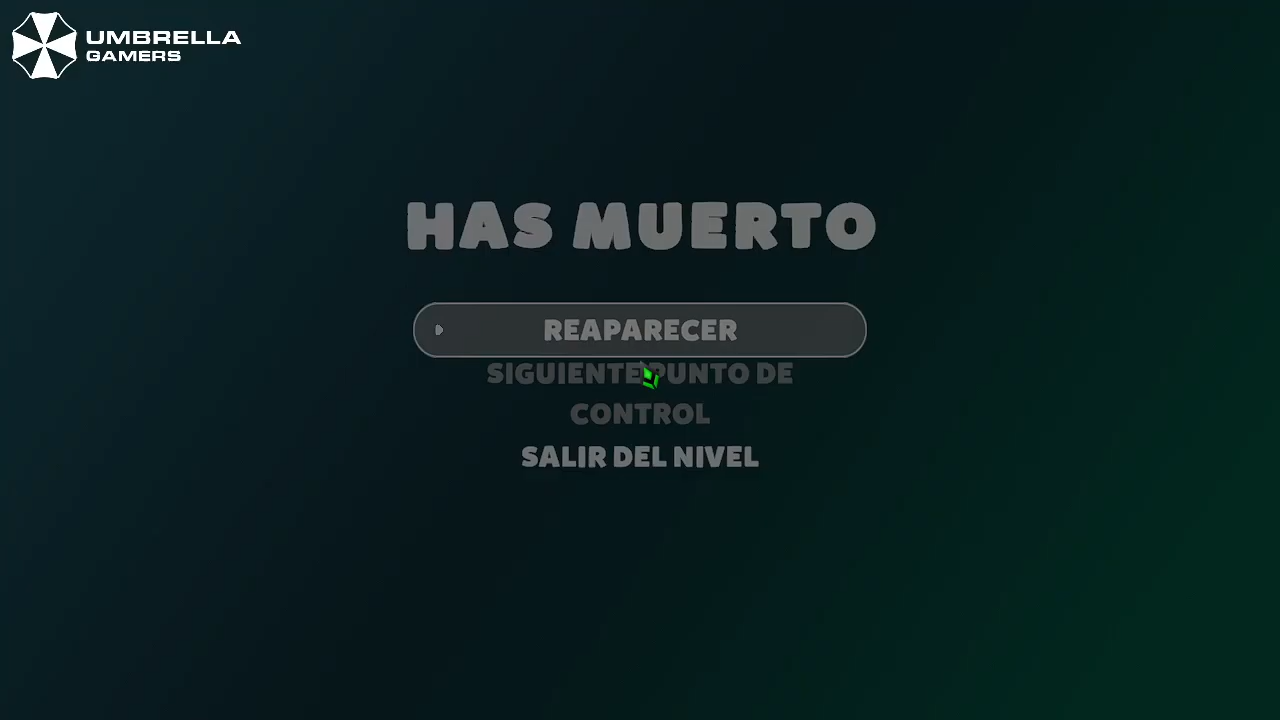 UMBRELLA
GAMERS
HAS MUERTO
REAPARECER
SIGUIENTE PUNTO DE
CONTROL
SALIR DEL NIVEL